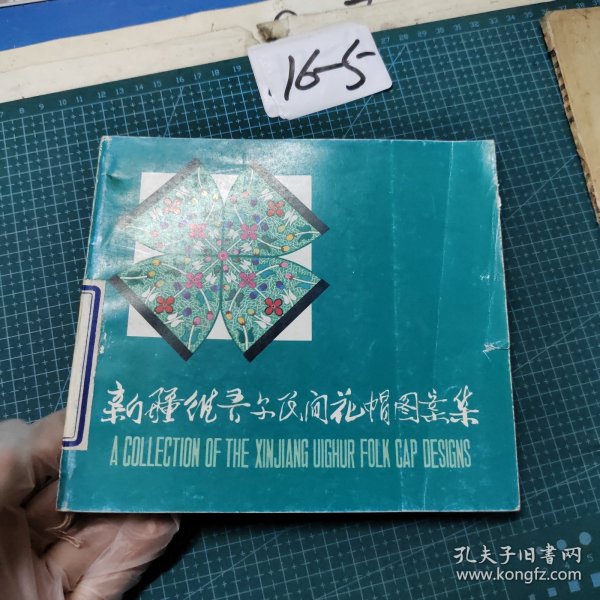 16-5
新疆维吾尔民间花帽图案集
A COLLECTION OF THE XINJIANG UIGHUR FOLK CAP DESIGNS
孔夫子旧书网
www.kongfz.com